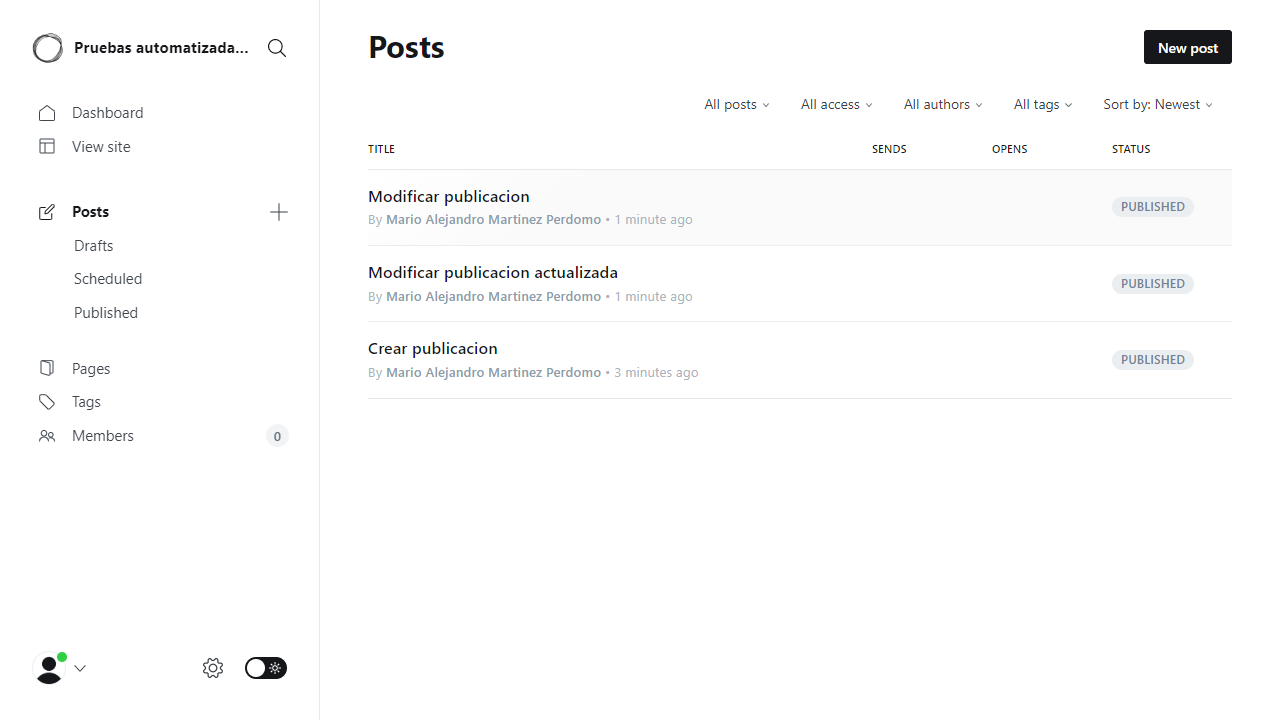 Pruebas automatizada...
Dashboard
View site
Posts
Drafts
Scheduled
Published
Pages
Tags
Members
0
Posts
New post
All posts
All access
All authors
All tags
Sort by: Newest
TITLE
SENDS
OPENS
STATUS
Modificar publicacion
By Mario Alejandro Martinez Perdomo • 1 minute ago
PUBLISHED
Modificar publicacion actualizada
By Mario Alejandro Martinez Perdomo • 1 minute ago
PUBLISHED
Crear publicacion
By Mario Alejandro Martinez Perdomo • 3 minutes ago
PUBLISHED